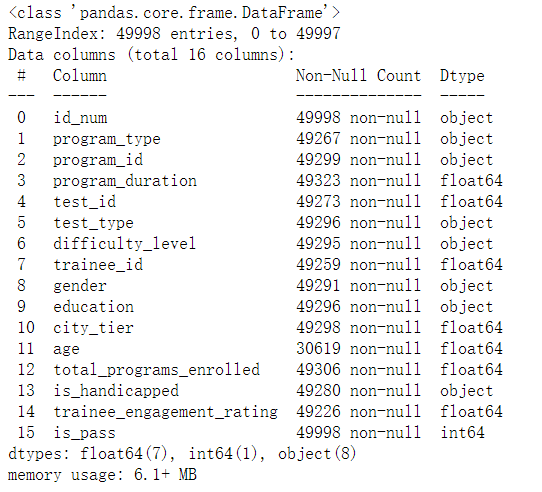 <class 'pandas.core.frame.DataFrame'>
RangeIndex: 49998 entries, 0 to 49997
Data columns (total 16 columns):
 #   Column                     Non-Null Count  Dtype
---  ------                     --------------  -----
 0   id_num                     49998 non-null  object
 1   program_type               49267 non-null  object
 2   program_id                 49299 non-null  object
 3   program_duration           49323 non-null  float64
 4   test_id                    49273 non-null  float64
 5   test_type                  49296 non-null  object
 6   difficulty_level           49295 non-null  object
 7   trainee_id                 49259 non-null  float64
 8   gender                     49291 non-null  object
 9   education                  49296 non-null  object
 10  city_tier                  49298 non-null  float64
 11  age                        30619 non-null  float64
 12  total_programs_enrolled    49306 non-null  float64
 13  is_handicapped             49280 non-null  object
 14  trainee_engagement_rating  49226 non-null  float64
 15  is_pass                    49998 non-null  int64
dtypes: float64(7), int64(1), object(8)
memory usage: 6.1+ MB